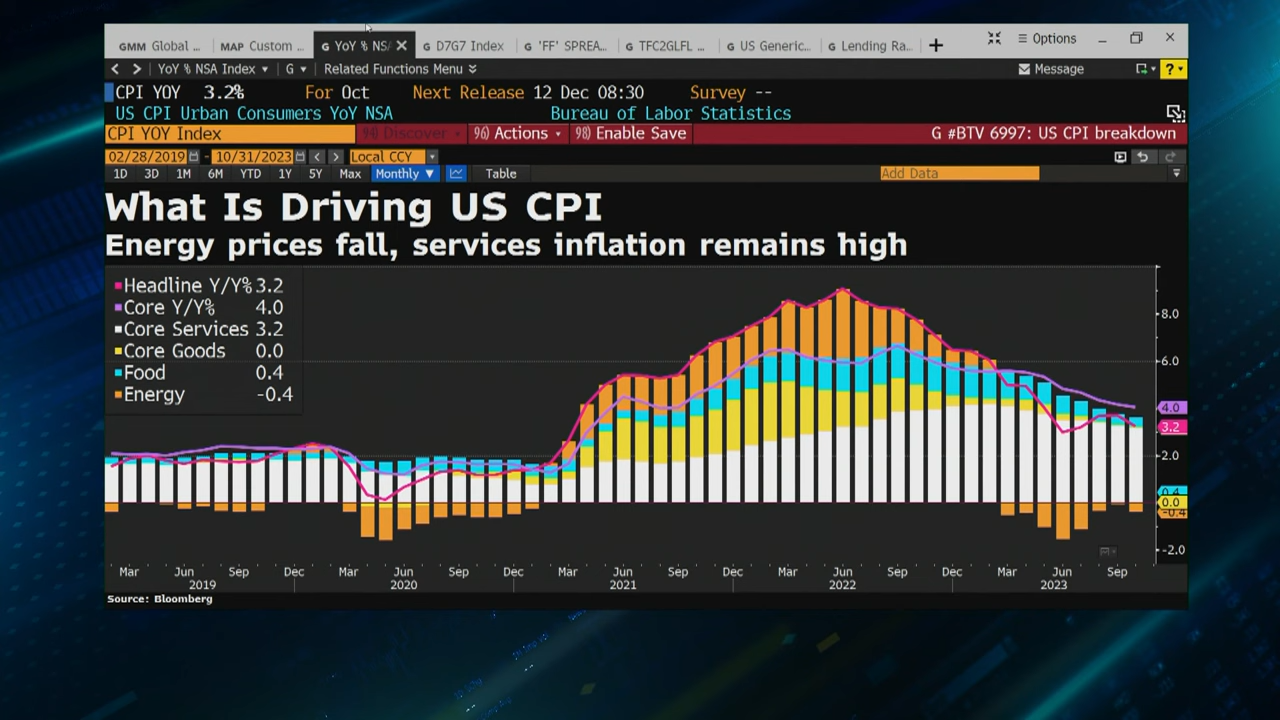 GMM Global ... MAP Custom ... G YoY % NS/ × G D7G7 Index G 'FF' SPREA... G TFC2GLFL ... G US Generic... G Lending Ra... + Options
YoY % NSA Index G Related Functions Menu Message ?
CPI YOY 3.2% For Oct Next Release 12 Dec 08:30 Survey --
US CPI Urban Consumers YoY NSA Bureau of Labor Statistics
CPI YOY Index 94) Discover 96) Actions 98) Enable Save G #BTV 6997: US CPI breakdown
02/28/2019 - 10/31/2023 Local CCY
1D 3D 1M 6M YTD 1Y 5Y Max Monthly ▼ Table Add Data
What Is Driving US CPI
Energy prices fall, services inflation remains high
Headline Y/Y% 3.2
Core Y/Y% 4.0
Core Services 3.2
Core Goods 0.0
Food 0.4
Energy -0.4
8.0
6.0
4.0
3.2
2.0
0.4
0.0
-0.4
-2.0
Mar Jun Sep Dec Mar Jun Sep Dec Mar Jun Sep Dec Mar Jun Sep Dec Mar Jun Sep
2019 2020 2021 2022 2023
Source: Bloomberg